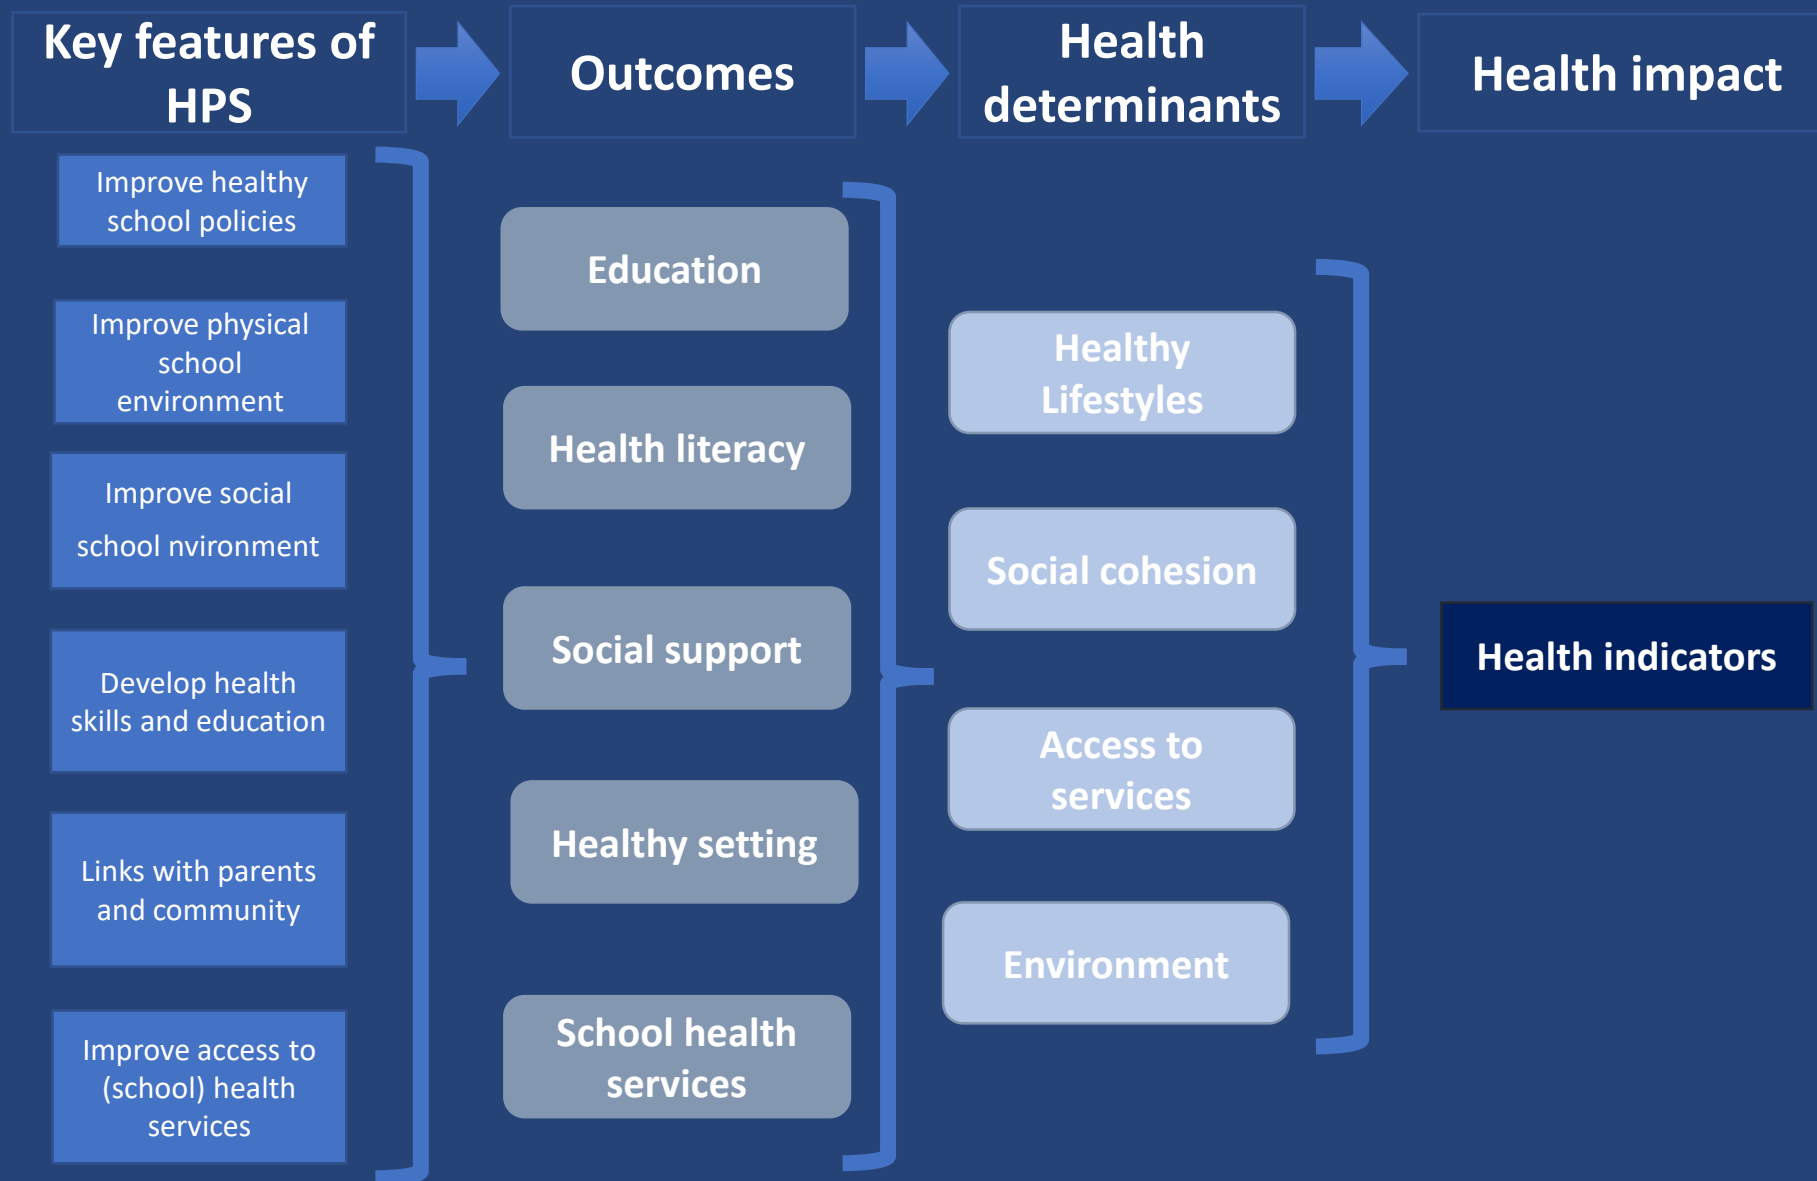 Key features of
HPS
Outcomes
Health
determinants
Health impact
Improve healthy
school policies
Improve physical
school
environment
Improve social
school nvironment
Develop health
skills and education
Links with parents
and community
Improve access to
(school) health
services
Education
Health literacy
Social support
Healthy setting
School health
services
Healthy
Lifestyles
Social cohesion
Access to
services
Environment
Health indicators